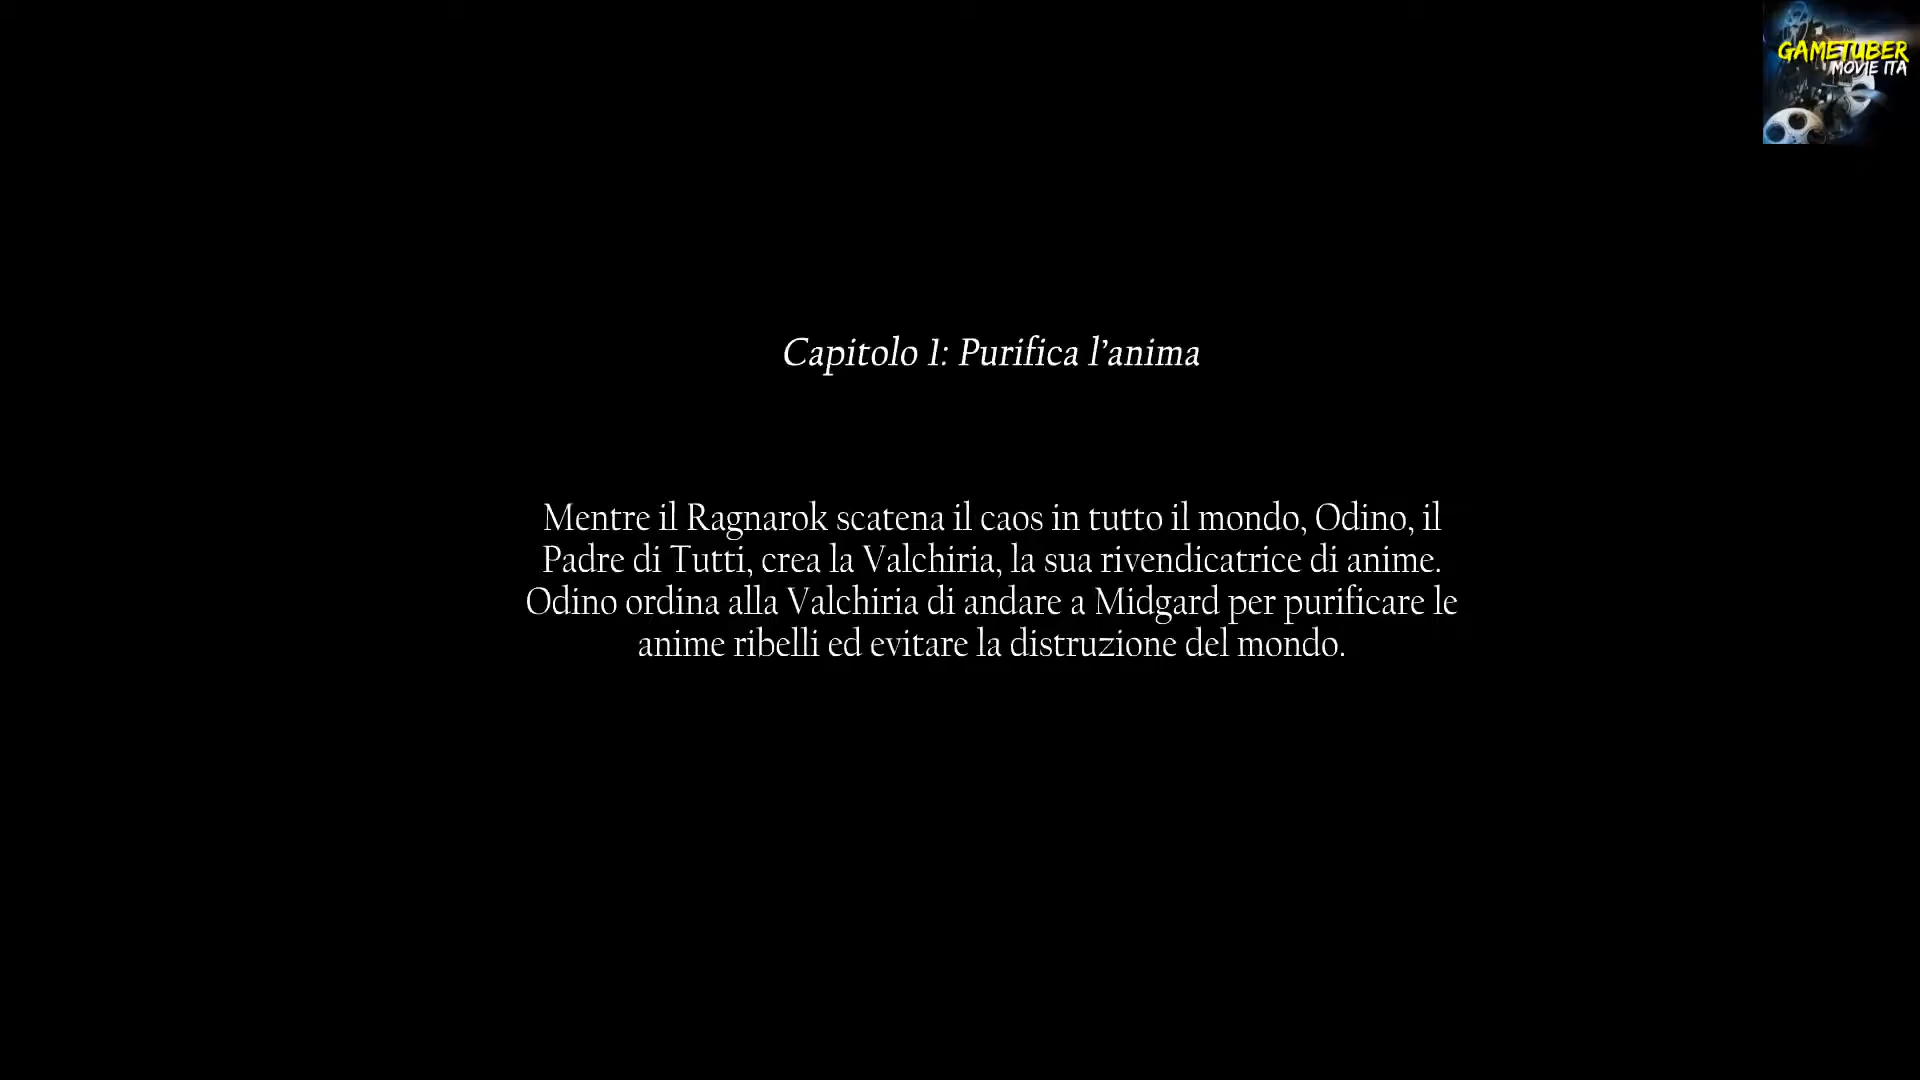 GAMETUBER
MOVIE ITA
Capitolo 1: Purifica l’anima
Mentre il Ragnarok scatena il caos in tutto il mondo, Odino, il
Padre di Tutti, crea la Valchiria, la sua rivendicatrice di anime.
Odino ordina alla Valchiria di andare a Midgard per purificare le
anime ribelli ed evitare la distruzione del mondo.